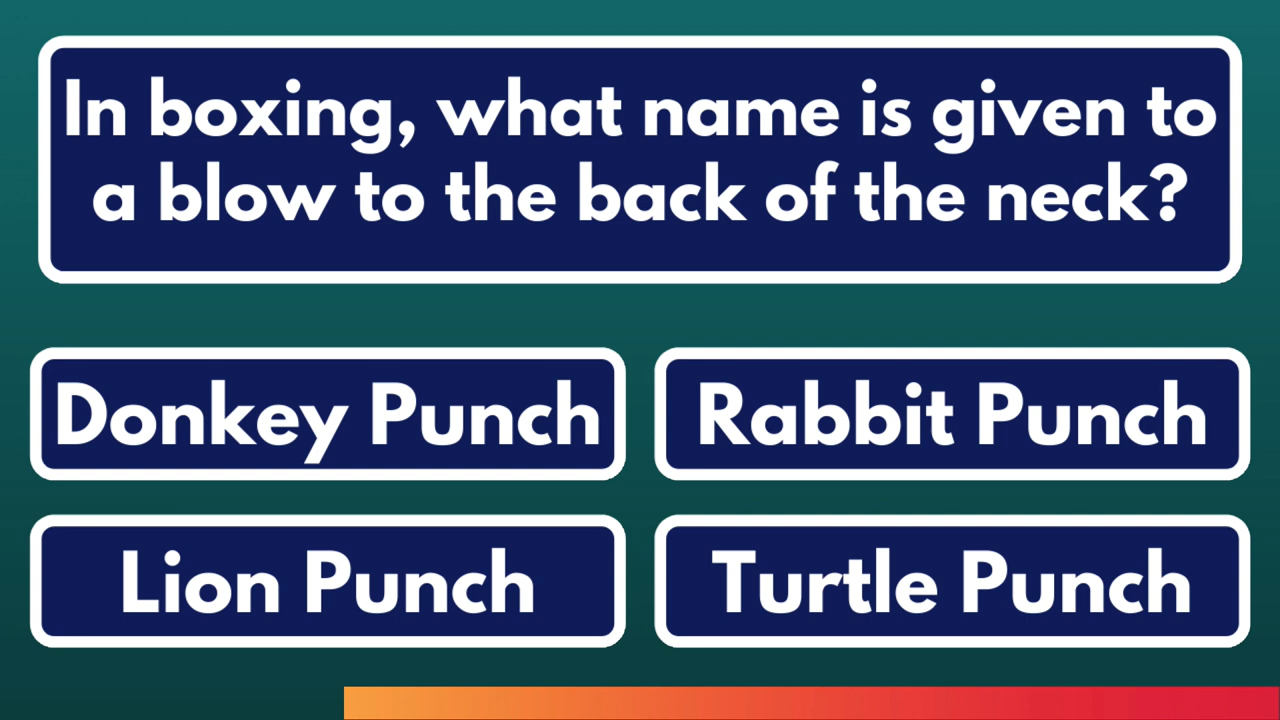 In boxing, what name is given to
a blow to the back of the neck?
Donkey Punch
Rabbit Punch
Lion Punch
Turtle Punch